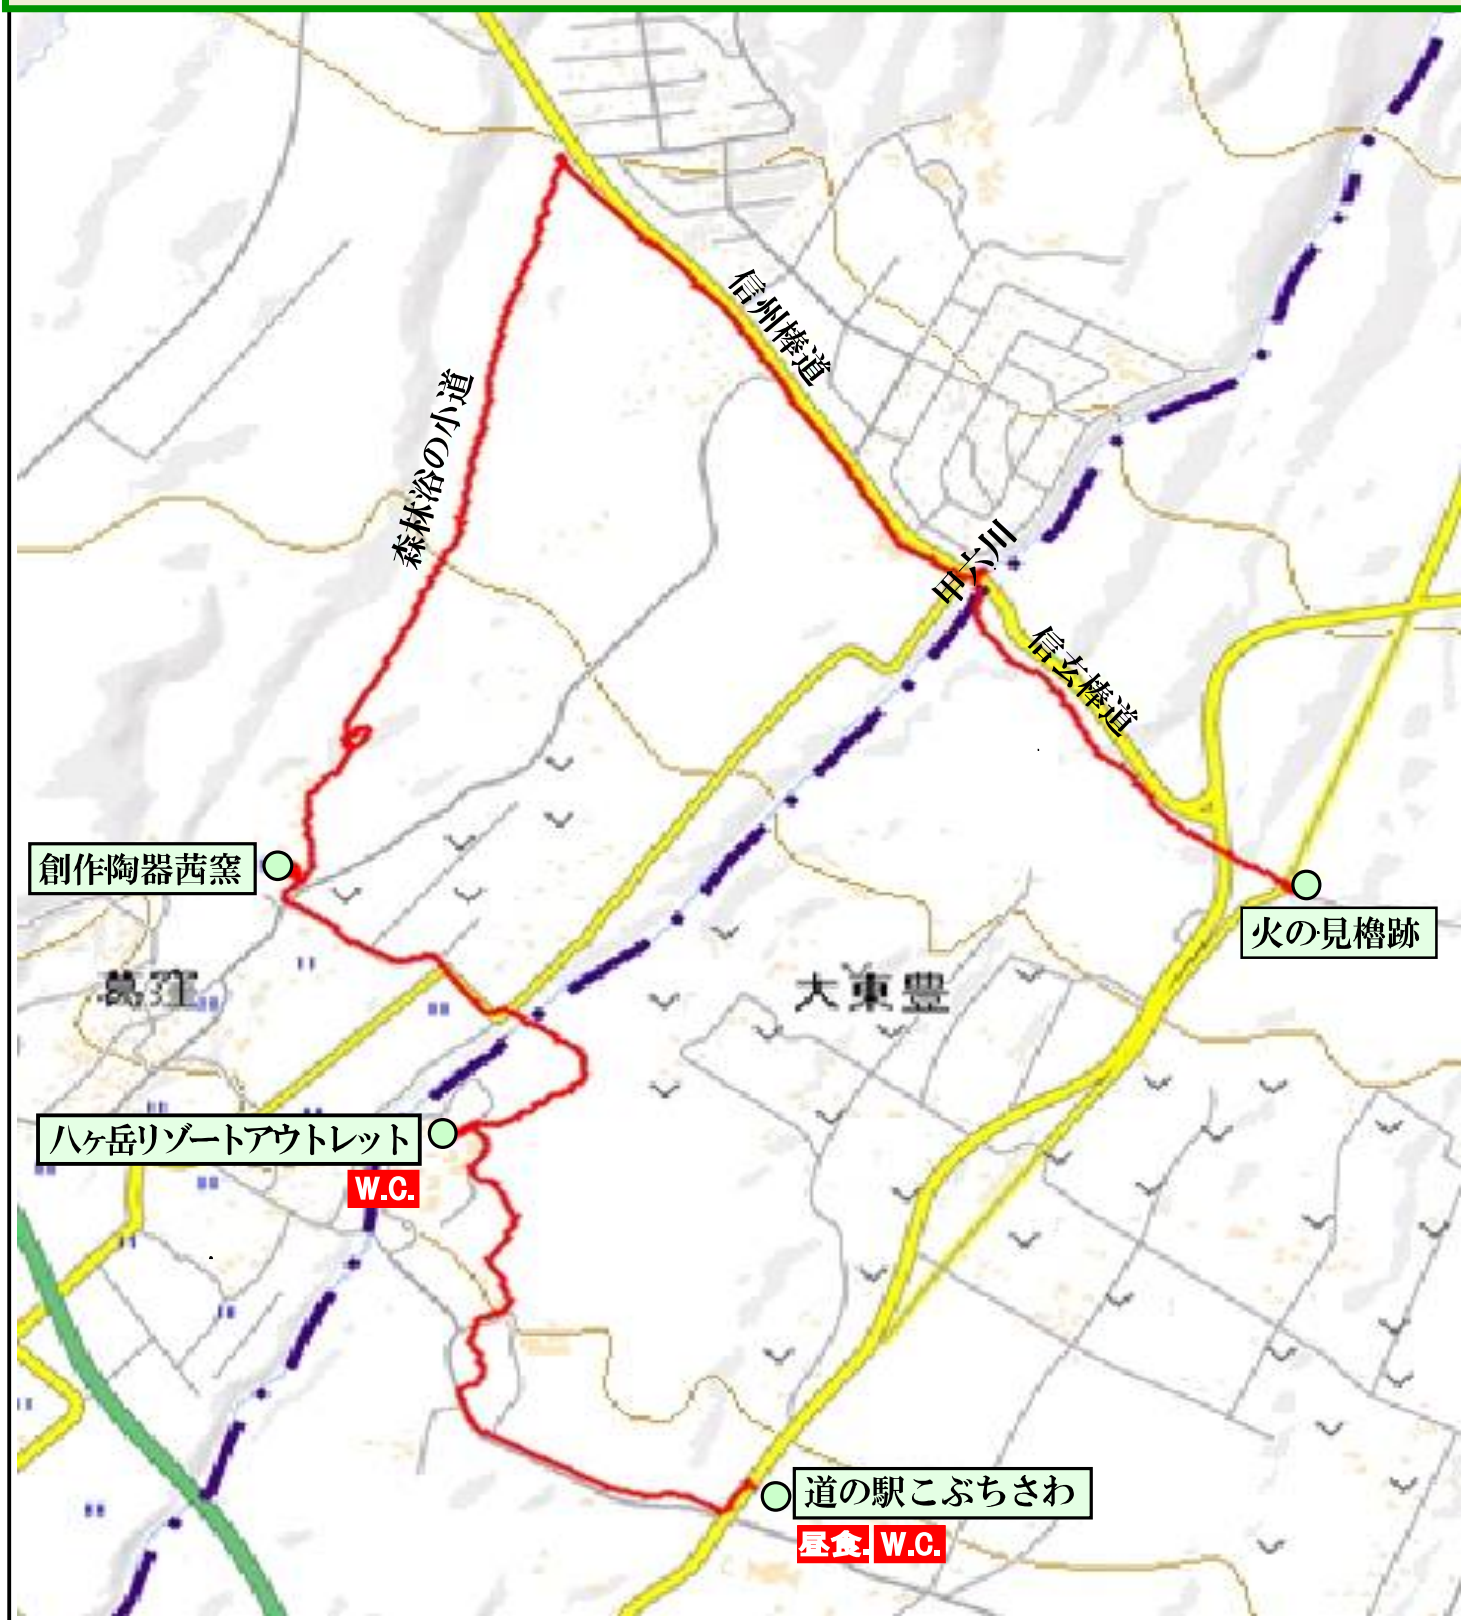 信州棒道
森林浴の小道
甲六川
信玄棒道
創作陶器茜窯
火の見櫓跡
葛窪
大東豊
八ヶ岳リゾートアウトレット
W.C.
道の駅こぶちさわ
昼食.W.C.